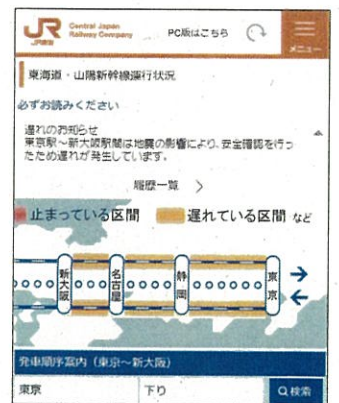 JR Central Japan Railway Company
JR東海
PC版はこちら
メニュー
東海道・山陽新幹線運行状況
必ずお読みください
遅れのお知らせ
東京駅～新大阪駅間は地震の影響により、安全確認を行っ
たため遅れが発生しています。
履歴一覧 >
止まっている区間 遅れている区間 など
新大阪 名古屋 静岡 東京
発車順序案内（東京～新大阪）
東京 下り 検索